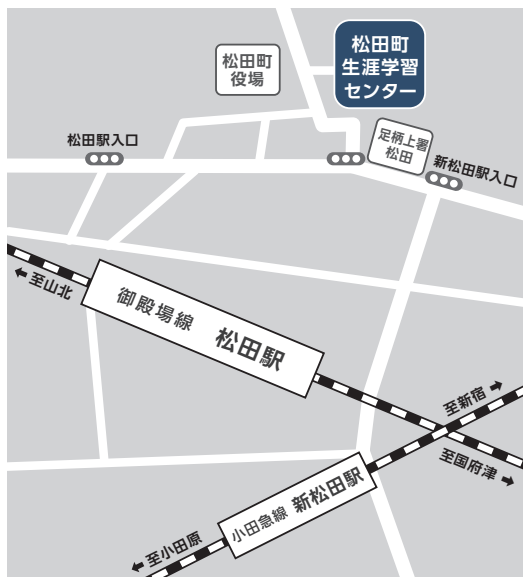 松田町
生涯学習
センター
松田町
役場
足柄上署
松田
松田駅入口
新松田駅入口
至山北
御殿場線 松田駅
至新宿
至国府津
小田急線 新松田駅
至小田原